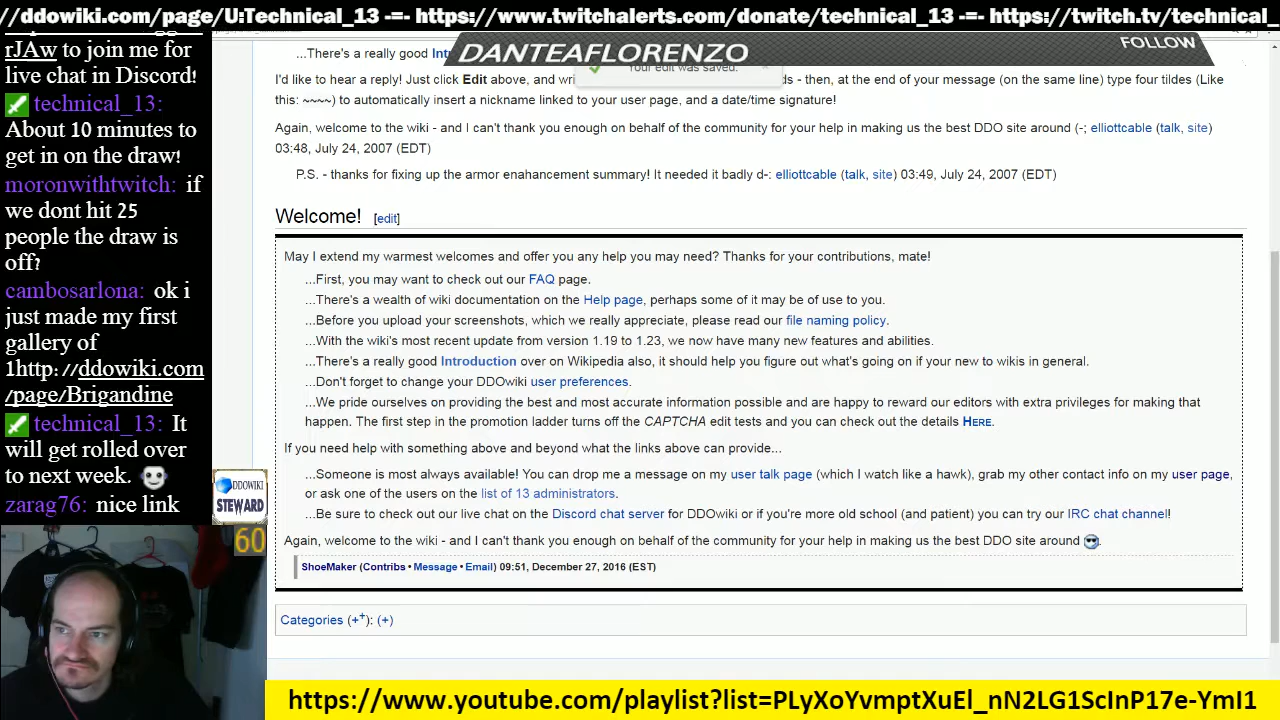 //ddowiki.com/page/U:Technical_13 -=- https://www.twitchalerts.com/donate/technical_13 -=- https://twitch.tv/technical_
rJAw to join me for
live chat in Discord!
technical_13:
About 10 minutes to
get in on the draw!
moronwithtwitch: if
we dont hit 25
people the draw is
off?
cambosarlona: ok i
just made my first
gallery of
1http://ddowiki.com
/page/Brigandine
technical_13: It
will get rolled over
to next week.
zarag76: nice link
DDOWIKI
STEWARD
60
DANTEAFLORENZO
FOLLOW
...There's a really good
Your edit was saved.
I'd like to hear a reply! Just click Edit above, and wri ds - then, at the end of your message (on the same line) type four tildes (Like
this: ~~~~) to automatically insert a nickname linked to your user page, and a date/time signature!
Again, welcome to the wiki - and I can't thank you enough on behalf of the community for your help in making us the best DDO site around (-; elliottcable (talk, site)
03:48, July 24, 2007 (EDT)
P.S. - thanks for fixing up the armor enahancement summary! It needed it badly d-: elliottcable (talk, site) 03:49, July 24, 2007 (EDT)
Welcome! [edit]
May I extend my warmest welcomes and offer you any help you may need? Thanks for your contributions, mate!
...First, you may want to check out our FAQ page.
...There's a wealth of wiki documentation on the Help page, perhaps some of it may be of use to you.
...Before you upload your screenshots, which we really appreciate, please read our file naming policy.
...With the wiki's most recent update from version 1.19 to 1.23, we now have many new features and abilities.
...There's a really good Introduction over on Wikipedia also, it should help you figure out what's going on if your new to wikis in general.
...Don't forget to change your DDOwiki user preferences.
...We pride ourselves on providing the best and most accurate information possible and are happy to reward our editors with extra privileges for making that
happen. The first step in the promotion ladder turns off the CAPTCHA edit tests and you can check out the details HERE.
If you need help with something above and beyond what the links above can provide...
...Someone is most always available! You can drop me a message on my user talk page (which I watch like a hawk), grab my other contact info on my user page,
or ask one of the users on the list of 13 administrators.
...Be sure to check out our live chat on the Discord chat server for DDOwiki or if you're more old school (and patient) you can try our IRC chat channel!
Again, welcome to the wiki - and I can't thank you enough on behalf of the community for your help in making us the best DDO site around
ShoeMaker (Contribs • Message • Email) 09:51, December 27, 2016 (EST)
Categories (++): (+)
https://www.youtube.com/playlist?list=PLyXoYvmptXuEl_nN2LG1ScInP17e-YmI1